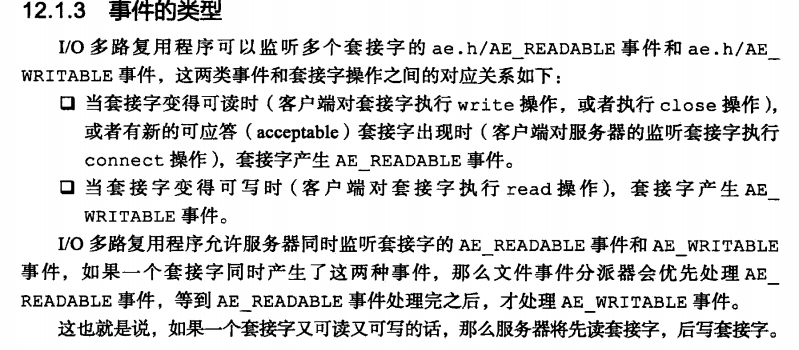 12.1.3 事件的类型
I/O 多路复用程序可以监听多个套接字的 ae.h/AE_READABLE 事件和 ae.h/AE_
WRITABLE 事件，这两类事件和套接字操作之间的对应关系如下：
❑ 当套接字变得可读时（客户端对套接字执行 write 操作，或者执行 close 操作），
或者有新的可应答（acceptable）套接字出现时（客户端对服务器的监听套接字执行
connect 操作），套接字产生 AE_READABLE 事件。
❑ 当套接字变得可写时（客户端对套接字执行 read 操作），套接字产生 AE_
WRITABLE 事件。
I/O 多路复用程序允许服务器同时监听套接字的 AE_READABLE 事件和 AE_WRITABLE
事件，如果一个套接字同时产生了这两种事件，那么文件事件分派器会优先处理 AE_
READABLE 事件，等到 AE_READABLE 事件处理完之后，才处理 AE_WRITABLE 事件。
这也就是说，如果一个套接字又可读又可写的话，那么服务器将先读套接字，后写套接字。